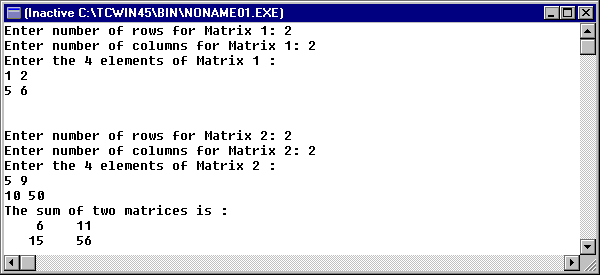 (Inactive C:\TCWIN45\BIN\NONAME01.EXE)
Enter number of rows for Matrix 1: 2
Enter number of columns for Matrix 1: 2
Enter the 4 elements of Matrix 1 :
1 2
5 6
Enter number of rows for Matrix 2: 2
Enter number of columns for Matrix 2: 2
Enter the 4 elements of Matrix 2 :
5 9
10 50
The sum of two matrices is :
6 11
15 56